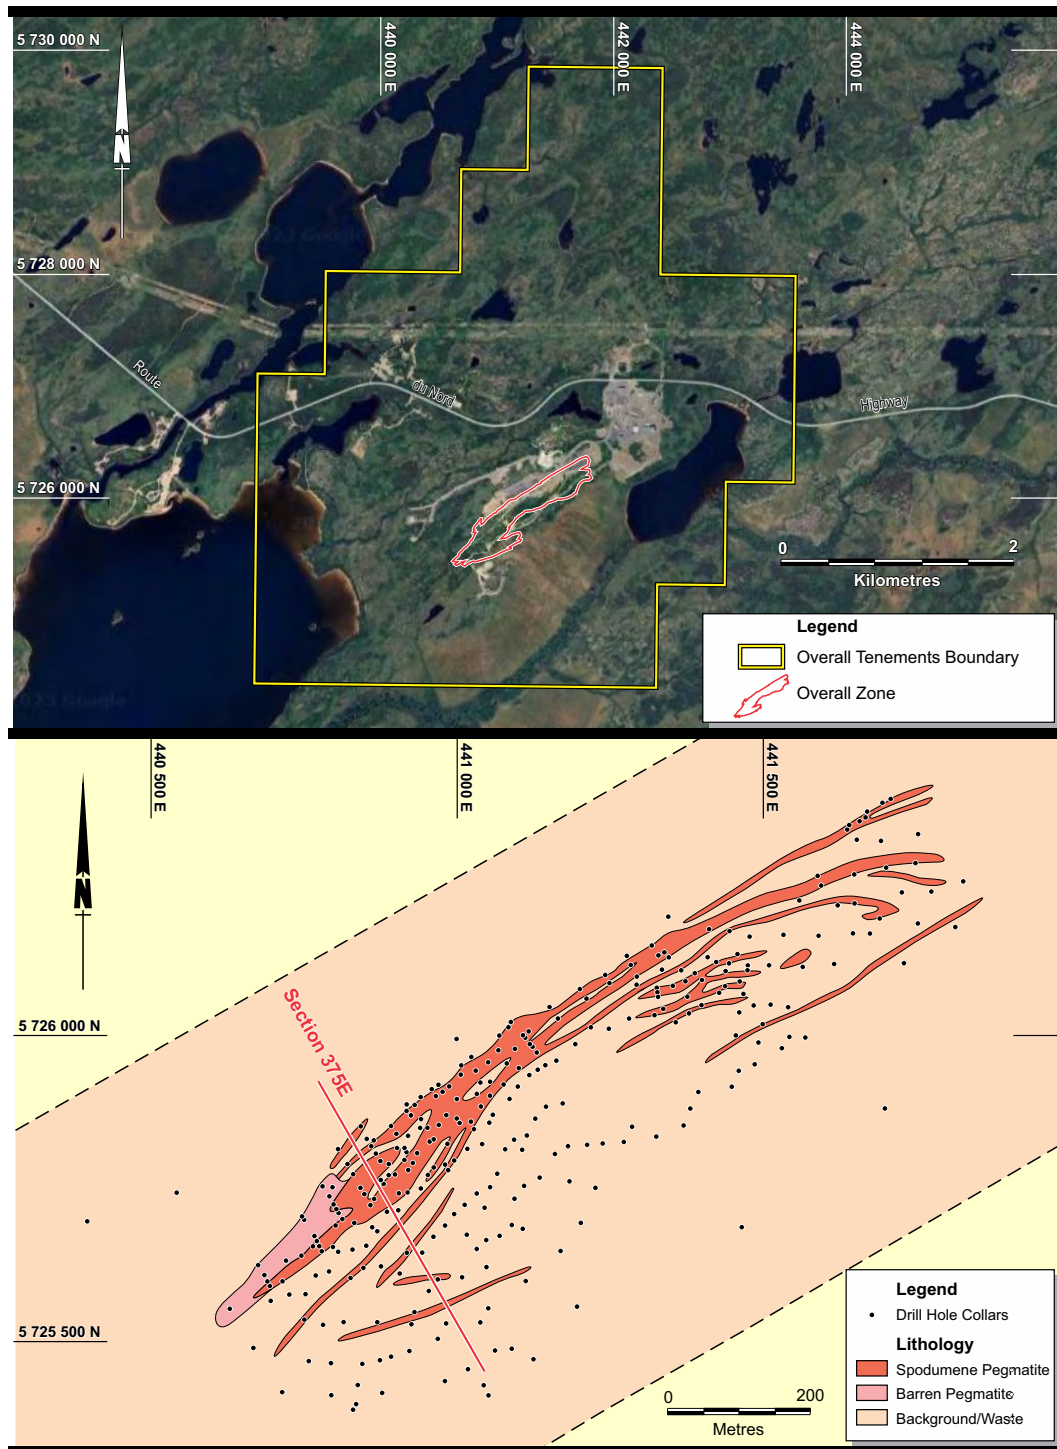 5 730 000 N
440 000 E
442 000 E
444 000 E
N
5 728 000 N
Route
du Nord
Highway
5 726 000 N
0 2
Kilometres
Legend
Overall Tenements Boundary
Overall Zone
440 500 E
441 000 E
441 500 E
N
Section 375E
5 726 000 N
5 725 500 N
0 200
Metres
Legend
Drill Hole Collars
Lithology
Spodumene Pegmatite
Barren Pegmatite
Background/Waste